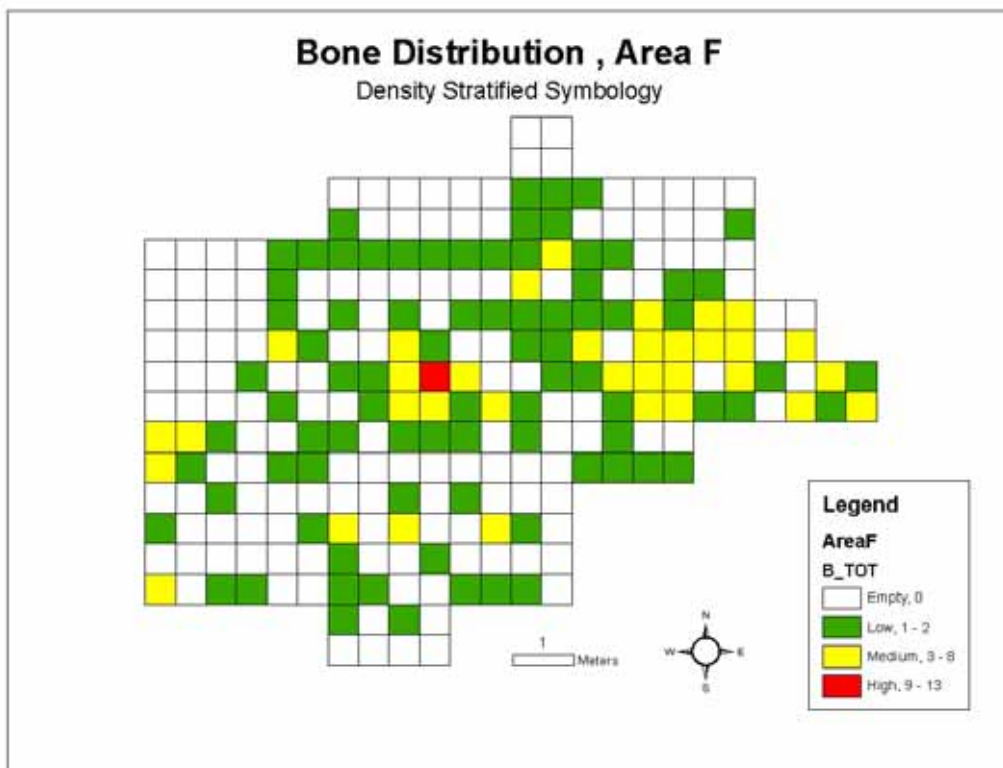 Bone Distribution , Area F
Density Stratified Symbology
Legend
AreaF
B_TOT
Empty, 0
Low, 1 - 2
Medium, 3 - 8
High, 9 - 13
1
Meters
N
W E
S